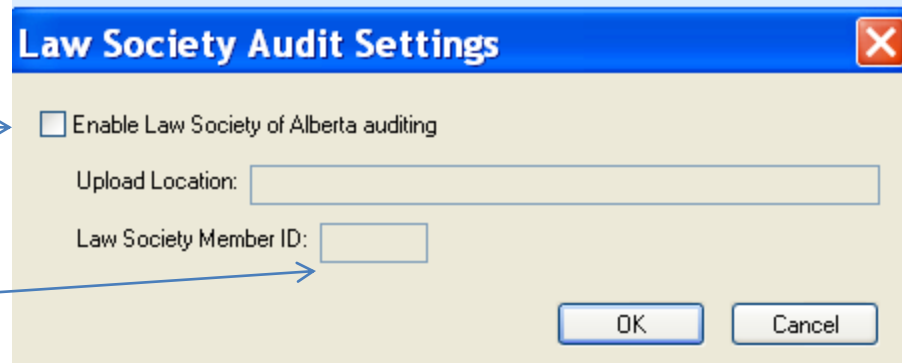 Law Society Audit Settings
Enable Law Society of Alberta auditing
Upload Location:
Law Society Member ID:
OK Cancel